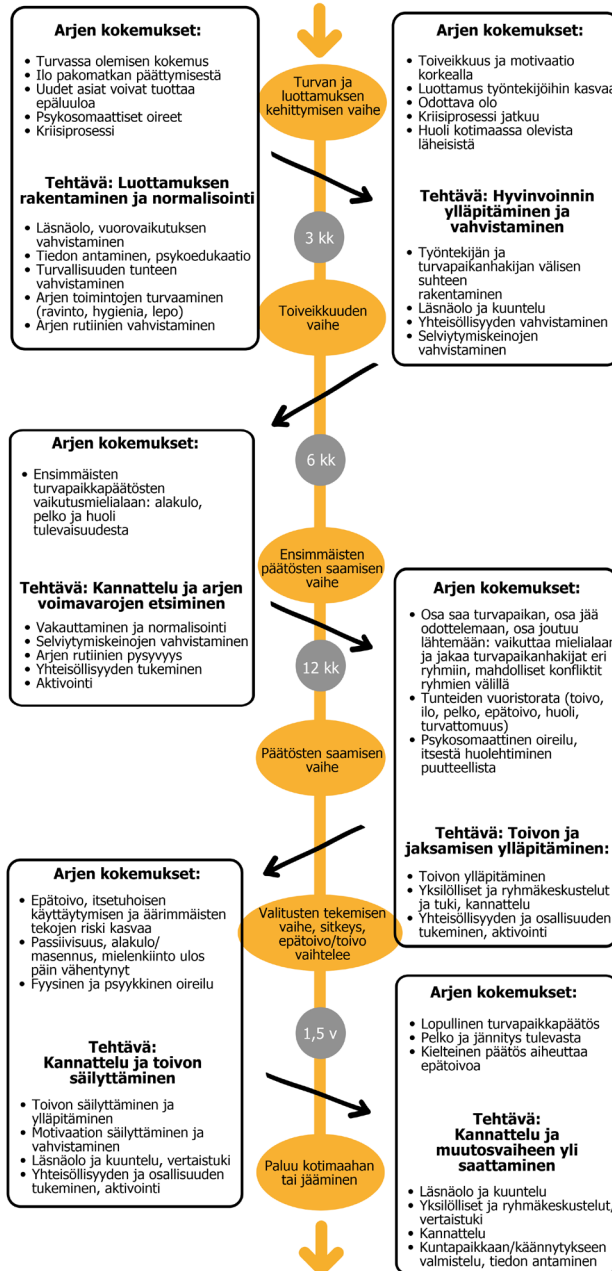 Arjen kokemukset:
• Turvassa olemisen kokemus
• Ilo pakomatkan päättymisestä
• Uudet asiat voivat tuottaa
epäluuloa
• Psykosomaattiset oireet
• Kriisiprosessi
Tehtävä: Luottamuksen
rakentaminen ja normalisointi
• Läsnäolo, vuorovaikutuksen
vahvistaminen
• Tiedon antaminen, psykoedukaatio
• Turvallisuuden tunteen
vahvistaminen
• Arjen toimintojen turvaaminen
(ravinto, hygienia, lepo)
• Arjen rutiinien vahvistaminen
Turvan ja
luottamuksen
kehittymisen vaihe
Arjen kokemukset:
• Toiveikkuus ja motivaatio
korkealla
• Luottamus työntekijöihin kasvaa
• Odottava olo
• Kriisiprosessi jatkuu
• Huoli kotimaassa olevista
läheisistä
Tehtävä: Hyvinvoinnin
ylläpitäminen ja
vahvistaminen
• Työntekijän ja
turvapaikanhakijan välisen
suhteen
rakentaminen
• Läsnäolo ja kuuntelu
• Yhteisöllisyyden vahvistaminen
• Selviytymiskeinojen
vahvistaminen
3 kk
Toiveikkuuden
vaihe
6 kk
Arjen kokemukset:
• Ensimmäisten
turvapaikkapäätösten
vaikutusmielialaan: alakulo,
pelko ja huoli
tulevaisuudesta
Tehtävä: Kannattelu ja arjen
voimavarojen etsiminen
• Vakauttaminen ja normalisointi
• Selviytymiskeinojen vahvistaminen
• Arjen rutiinien pysyvyys
• Yhteisöllisyyden tukeminen
• Aktivointi
Ensimmäisten
päätösten saamisen
vaihe
12 kk
Arjen kokemukset:
• Osa saa turvapaikan, osa jää
odottelemaan, osa joutuu
lähtemään: vaikuttaa mielialaan
ja jakaa turvapaikanhakijat eri
ryhmiin, mahdolliset konfliktit
ryhmien välillä
• Tunteiden vuoristorata (toivo,
ilo, pelko, epätoivo, huoli,
turvattomuus)
• Psykosomaattinen oireilu,
itsestä huolehtiminen
puutteellista
Tehtävä: Toivon ja
jaksamisen ylläpitäminen:
• Toivon ylläpitäminen
• Yksilölliset ja ryhmäkeskustelut
ja tuki, kannattelu
• Yhteisöllisyyden ja osallisuuden
tukeminen, aktivointi
Päätösten saamisen
vaihe
Arjen kokemukset:
• Epätoivo, itsetuhoisen
käyttäytymisen ja äärimmäisten
tekojen riski kasvaa
• Passiivisuus, alakulo/
masennus, mielenkiinto ulos
päin vähentynyt
• Fyysinen ja psyykkinen oireilu
Tehtävä:
Kannattelu ja toivon
säilyttäminen
• Toivon säilyttäminen ja
ylläpitäminen
• Motivaation säilyttäminen ja
vahvistaminen
• Läsnäolo ja kuuntelu, vertaistuki
• Yhteisöllisyyden ja osallisuuden
tukeminen, aktivointi
Valitusten tekemisen
vaihe, sitkeys,
epätoivo/toivo
vaihtelee
1,5 v
Arjen kokemukset:
• Lopullinen turvapaikkapäätös
• Pelko ja jännitys tulevasta
• Kielteinen päätös aiheuttaa
epätoivoa
Tehtävä:
Kannattelu ja
muutosvaiheen yli
saattaminen
• Läsnäolo ja kuuntelu
• Yksilölliset ja ryhmäkeskustelut,
vertaistuki
• Kannattelu
• Kuntapaikkaan/käännytykseen
valmistelu, tiedon antaminen
Paluu kotimaahan
tai jääminen